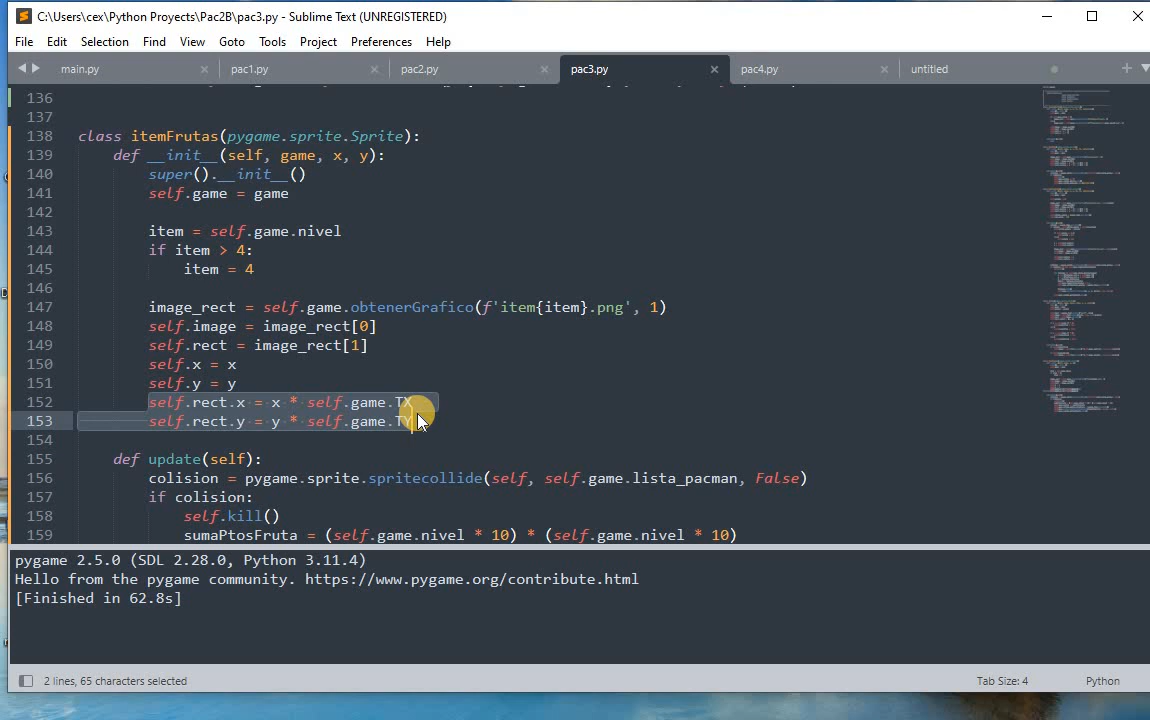 C:\Users\cex\Python Proyects\Pac2B\pac3.py - Sublime Text (UNREGISTERED)
File Edit Selection Find View Goto Tools Project Preferences Help
main.py pac1.py pac2.py pac3.py pac4.py untitled
136
137
138 class itemFrutas(pygame.sprite.Sprite):
139 def __init__(self, game, x, y):
140 super().__init__()
141 self.game = game
142
143 item = self.game.nivel
144 if item > 4:
145 item = 4
146
147 image_rect = self.game.obtenerGrafico(f'item{item}.png', 1)
148 self.image = image_rect[0]
149 self.rect = image_rect[1]
150 self.x = x
151 self.y = y
152 self.rect.x = x * self.game.TX
153 self.rect.y = y * self.game.TY
154
155 def update(self):
156 colision = pygame.sprite.spritecollide(self, self.game.lista_pacman, False)
157 if colision:
158 self.kill()
159 sumaPtosFruta = (self.game.nivel * 10) * (self.game.nivel * 10)
pygame 2.5.0 (SDL 2.28.0, Python 3.11.4)
Hello from the pygame community. https://www.pygame.org/contribute.html
[Finished in 62.8s]
2 lines, 65 characters selected Tab Size: 4 Python